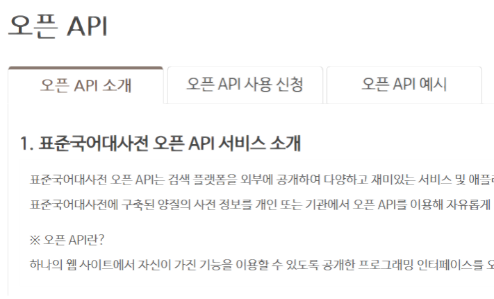 오픈 API
오픈 API 소개
오픈 API 사용 신청
오픈 API 예시
1. 표준국어대사전 오픈 API 서비스 소개
표준국어대사전 오픈 API는 검색 플랫폼을 외부에 공개하여 다양하고 재미있는 서비스 및 애플
표준국어대사전에 구축된 양질의 사전 정보를 개인 또는 기관에서 오픈 API를 이용해 자유롭게
※ 오픈 API란?
하나의 웹 사이트에서 자신이 가진 기능을 이용할 수 있도록 공개한 프로그래밍 인터페이스를 오